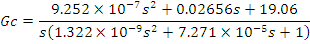 Gc = \frac{9.252 × 10^{-7}s^2 + 0.02656s + 19.06}{s(1.322 × 10^{-9}s^2 + 7.271 × 10^{-5}s + 1)}